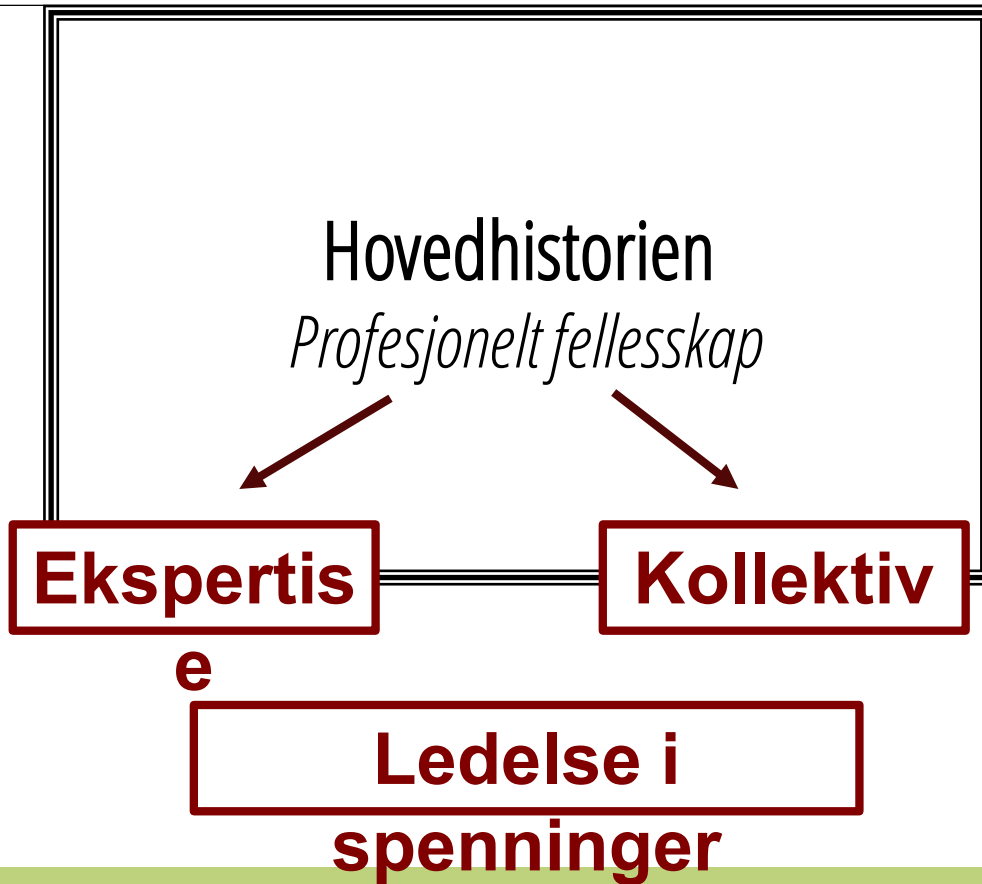 Hovedhistorien
Profesjonelt fellesskap
Ekspertis
e
Kollektiv
Ledelse i
spenninger